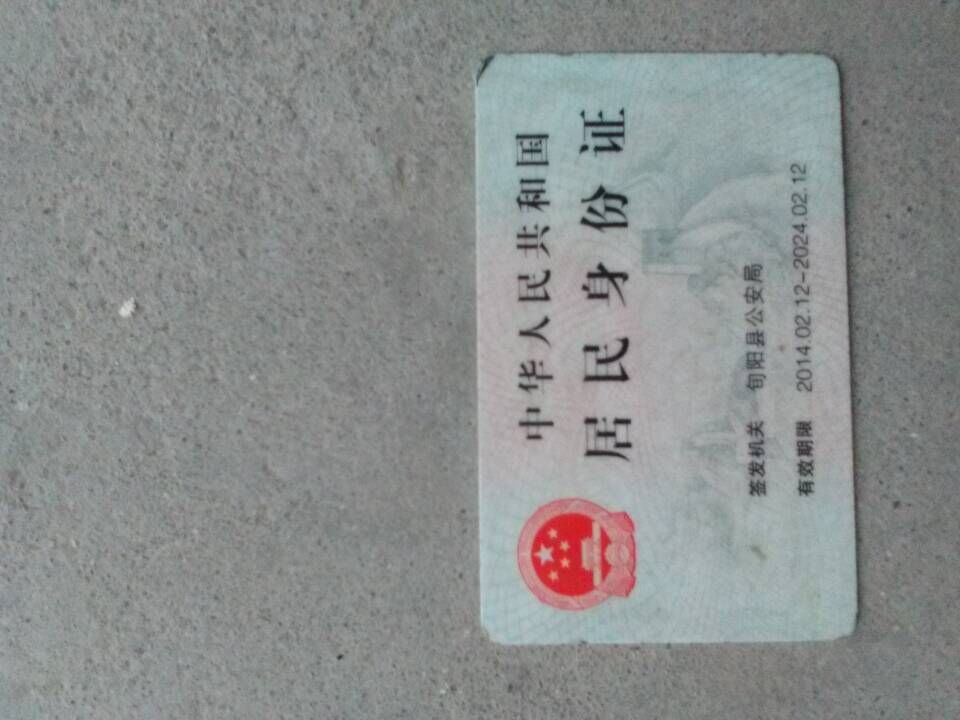 中华人民共和国
居民身份证
签发机关 旬阳县公安局
有效期限 2014.02.12-2024.02.12